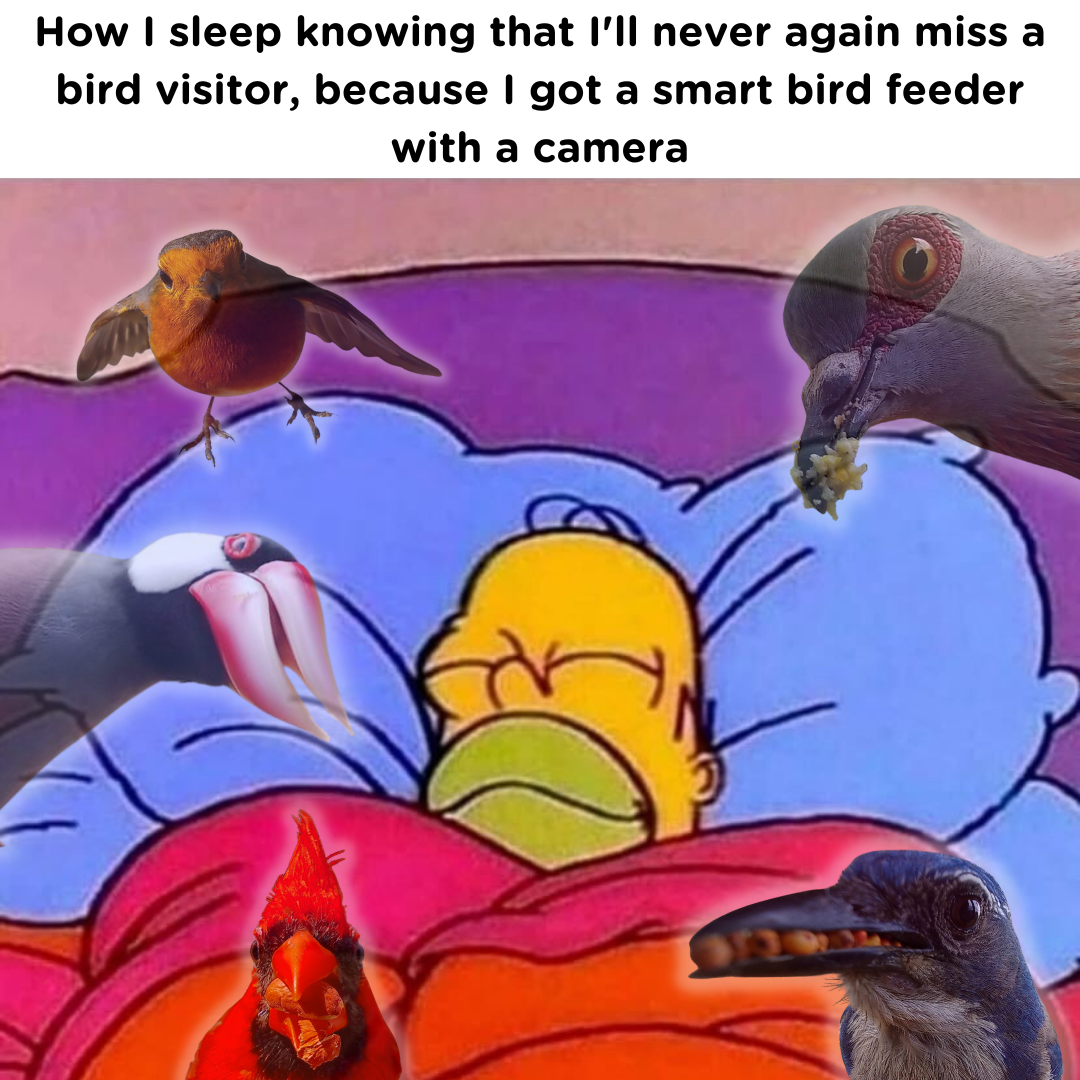 How I sleep knowing that I'll never again miss a
bird visitor, because I got a smart bird feeder
with a camera